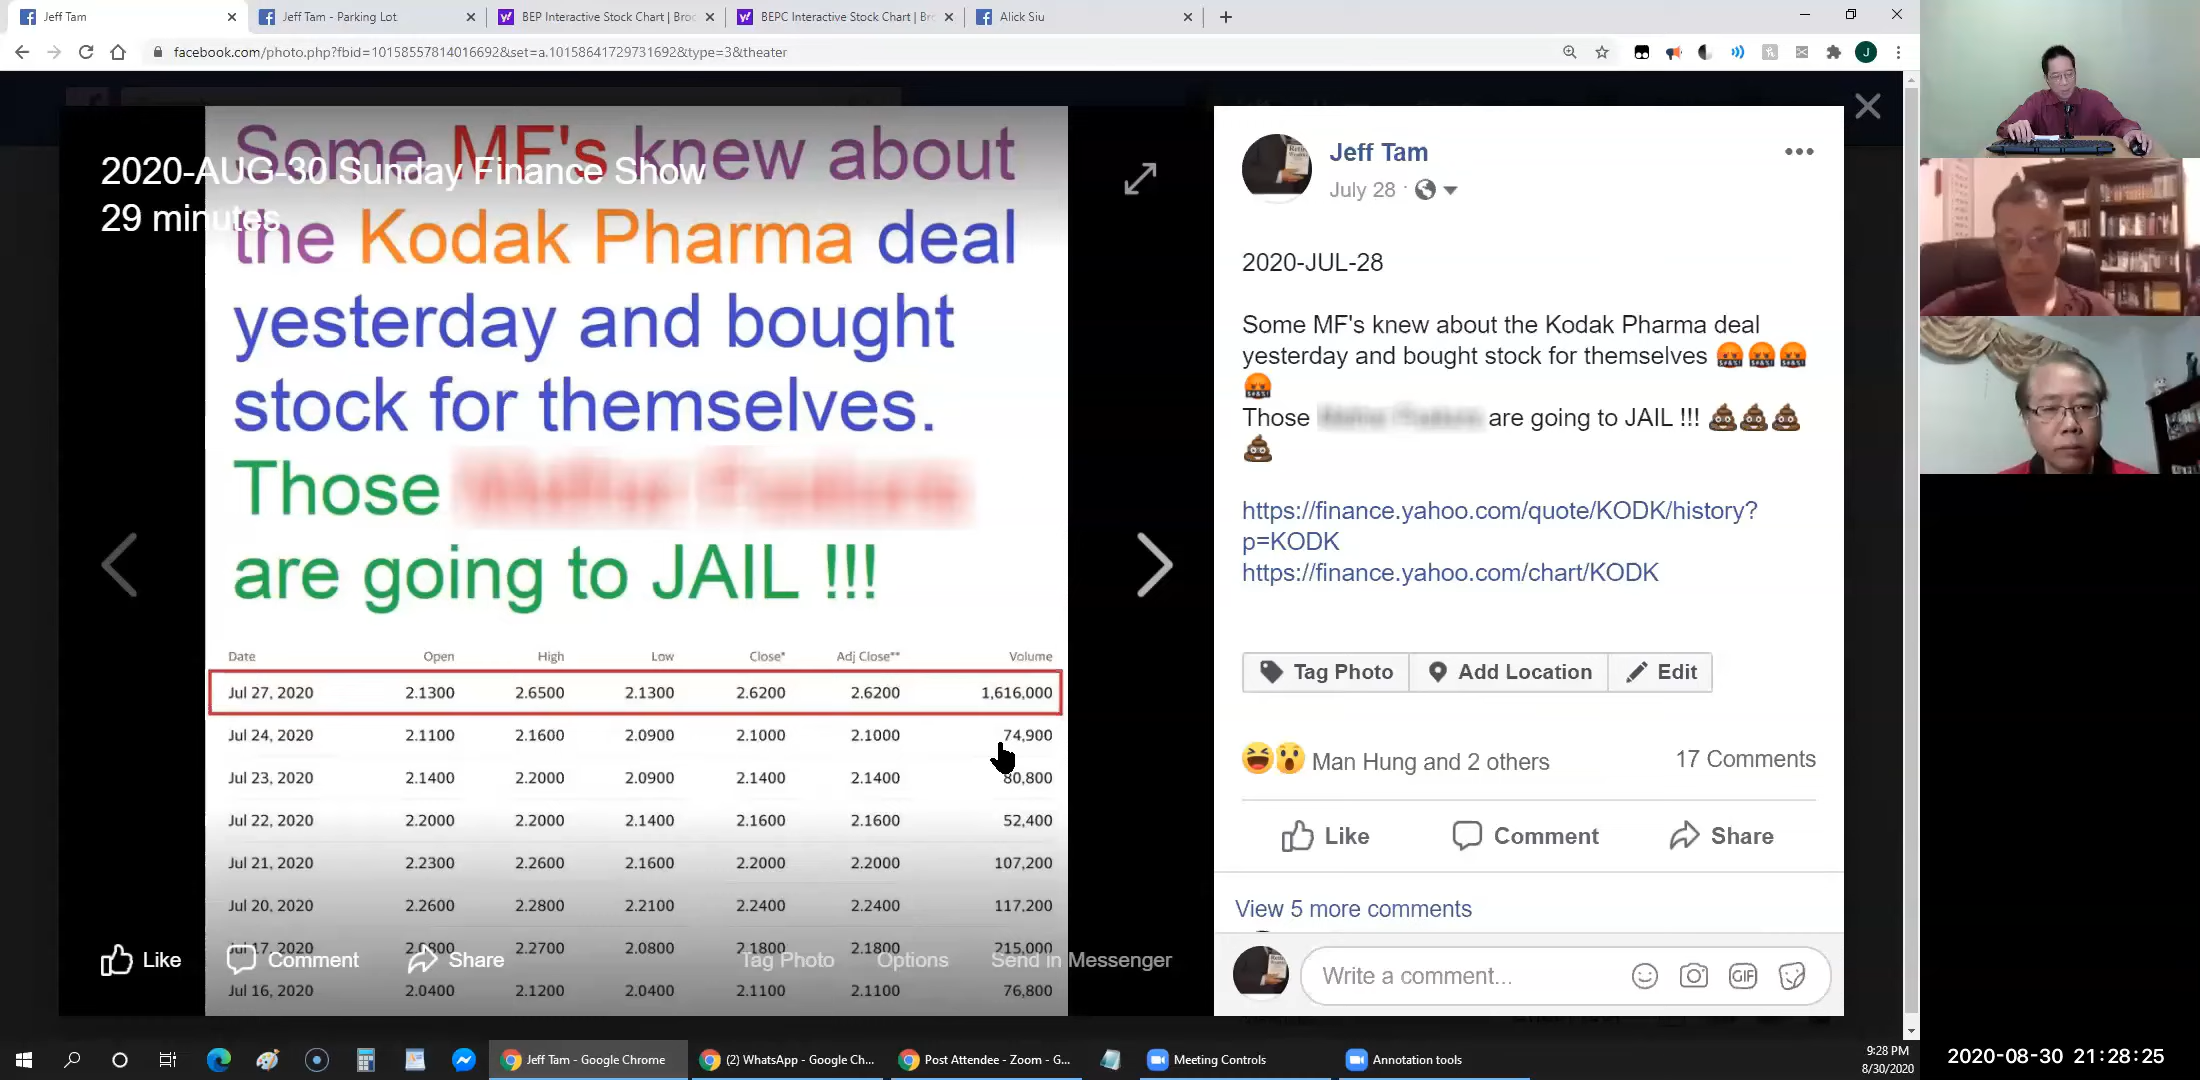 Jeff Tam
Jeff Tam - Parking Lot
BEP Interactive Stock Chart | Broc
BEPC Interactive Stock Chart | Br
Alick Siu
facebook.com/photo.php?fbid=10158557814016692&set=a.10158641729731692&type=3&theater
J
2020-AUG-30 Sunday Finance Show
29 minutes
Some MF's knew about
the Kodak Pharma deal
yesterday and bought
stock for themselves.
Those
are going to JAIL !!!
Date Open High Low Close* Adj Close** Volume
Jul 27, 2020 2.1300 2.6500 2.1300 2.6200 2.6200 1,616,000
Jul 24, 2020 2.1100 2.1600 2.0900 2.1000 2.1000 74,900
Jul 23, 2020 2.1400 2.2000 2.0900 2.1400 2.1400 80,800
Jul 22, 2020 2.2000 2.2000 2.1400 2.1600 2.1600 52,400
Jul 21, 2020 2.2300 2.2600 2.1600 2.2000 2.2000 107,200
Jul 20, 2020 2.2600 2.2800 2.2100 2.2400 2.2400 117,200
Jul 17, 2020 2.0800 2.2700 2.0800 2.1800 2.1800 215,000
Like Comment Share Tag Photo Options Send in Messenger
Jul 16, 2020 2.0400 2.1200 2.0400 2.1100 2.1100 76,800
Jeff Tam
July 28
2020-JUL-28
Some MF's knew about the Kodak Pharma deal
yesterday and bought stock for themselves 🤬🤬🤬
🤬
Those are going to JAIL !!! 💩💩💩
💩
https://finance.yahoo.com/quote/KODK/history?
p=KODK
https://finance.yahoo.com/chart/KODK
Tag Photo Add Location Edit
Man Hung and 2 others 17 Comments
Like Comment Share
View 5 more comments
Write a comment... GIF
Jeff Tam - Google Chrome
(2) WhatsApp - Google Ch...
Post Attendee - Zoom - G...
Meeting Controls
Annotation tools
9:28 PM
8/30/2020
2020-08-30 21:28:25